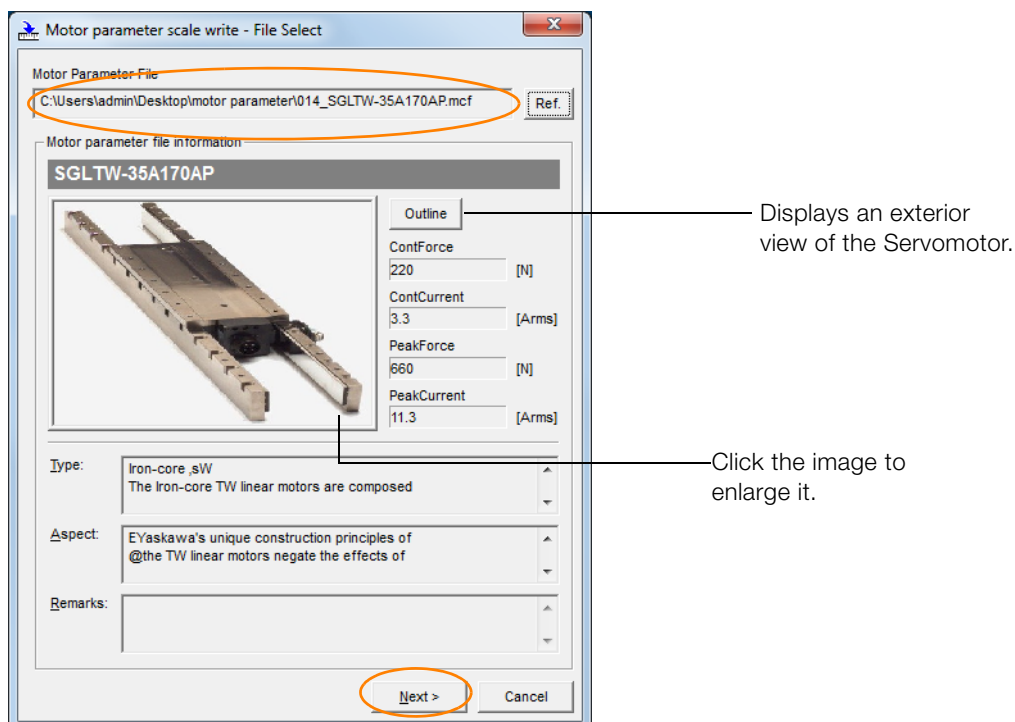 Motor parameter scale write - File Select
Motor Parameter File
C:\Users\admin\Desktop\motor parameter\014_SGLTW-35A170AP.mcf
Ref.
Motor parameter file information
SGLTW-35A170AP
Outline
Displays an exterior
view of the Servomotor.
ContForce
220 [N]
ContCurrent
3.3 [Arms]
PeakForce
660 [N]
PeakCurrent
11.3 [Arms]
Click the image to
enlarge it.
Type:
Iron-core ,sW
The Iron-core TW linear motors are composed
Aspect:
EYaskawa's unique construction principles of
@the TW linear motors negate the effects of
Remarks:
Next >
Cancel